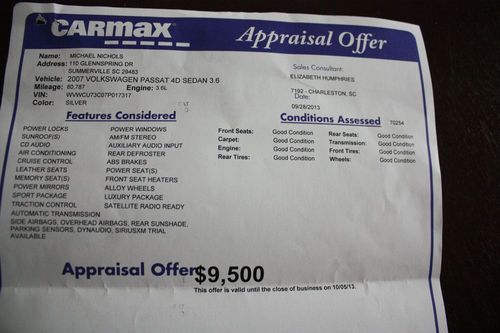 CARMAX
Appraisal Offer
Name: MICHAEL NICHOLS
Address: 110 GLENNSPRING DR
SUMMERVILLE SC 29483
Vehicle: 2007 VOLKSWAGEN PASSAT 4D SEDAN 3.6
Mileage: 80,787 Engine: 3.6L
VIN: WVWCU73C07P017317
Color: SILVER
Sales Consultant:
ELIZABETH HUMPHRIES
7192 - CHARLESTON, SC
Date:
09/28/2013
Features Considered
POWER LOCKS POWER WINDOWS
SUNROOF(S) AM/FM STEREO
CD AUDIO AUXILIARY AUDIO INPUT
AIR CONDITIONING REAR DEFROSTER
CRUISE CONTROL ABS BRAKES
LEATHER SEATS POWER SEAT(S)
MEMORY SEAT(S) FRONT SEAT HEATERS
POWER MIRRORS ALLOY WHEELS
SPORT PACKAGE LUXURY PACKAGE
TRACTION CONTROL SATELLITE RADIO READY
AUTOMATIC TRANSMISSION
SIDE AIRBAGS, OVERHEAD AIRBAGS, REAR SUNSHADE,
PARKING SENSORS, DYNAUDIO, SIRIUSXM TRIAL
AVAILABLE
Conditions Assessed 70254
Front Seats: Good Condition Rear Seats: Good Condition
Carpet: Good Condition Transmission: Good Condition
Engine: Good Condition Front Tires: Good Condition
Rear Tires: Good Condition Wheels: Good Condition
Appraisal Offer $9,500
This offer is valid until the close of business on 10/05/13.